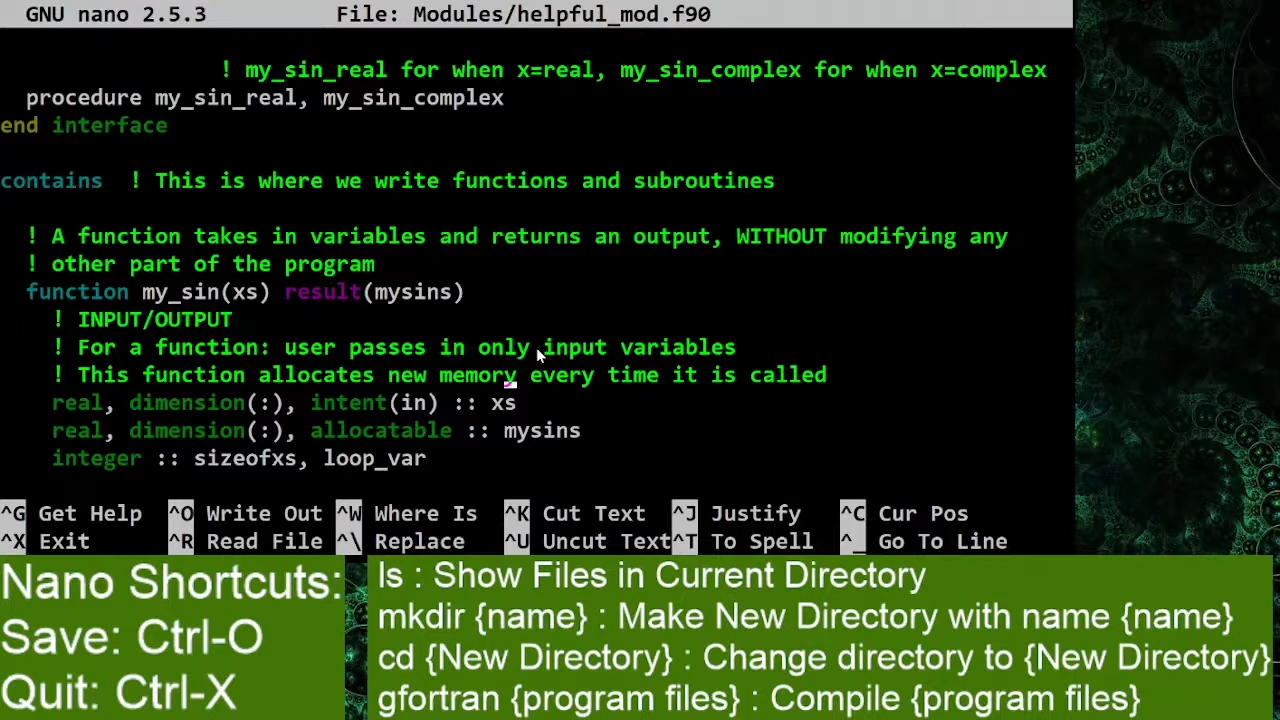 GNU nano 2.5.3 File: Modules/helpful_mod.f90
! my_sin_real for when x=real, my_sin_complex for when x=complex
procedure my_sin_real, my_sin_complex
end interface
contains ! This is where we write functions and subroutines
! A function takes in variables and returns an output, WITHOUT modifying any
! other part of the program
function my_sin(xs) result(mysins)
! INPUT/OUTPUT
! For a function: user passes in only input variables
! This function allocates new memory every time it is called
real, dimension(:), intent(in) :: xs
real, dimension(:), allocatable :: mysins
integer :: sizeofxs, loop_var
^G Get Help ^O Write Out ^W Where Is ^K Cut Text ^J Justify ^C Cur Pos
^X Exit ^R Read File ^\ Replace ^U Uncut Text ^T To Spell ^_ Go To Line
Nano Shortcuts:
Save: Ctrl-O
Quit: Ctrl-X
ls : Show Files in Current Directory
mkdir {name} : Make New Directory with name {name}
cd {New Directory} : Change directory to {New Directory}
gfortran {program files} : Compile {program files}